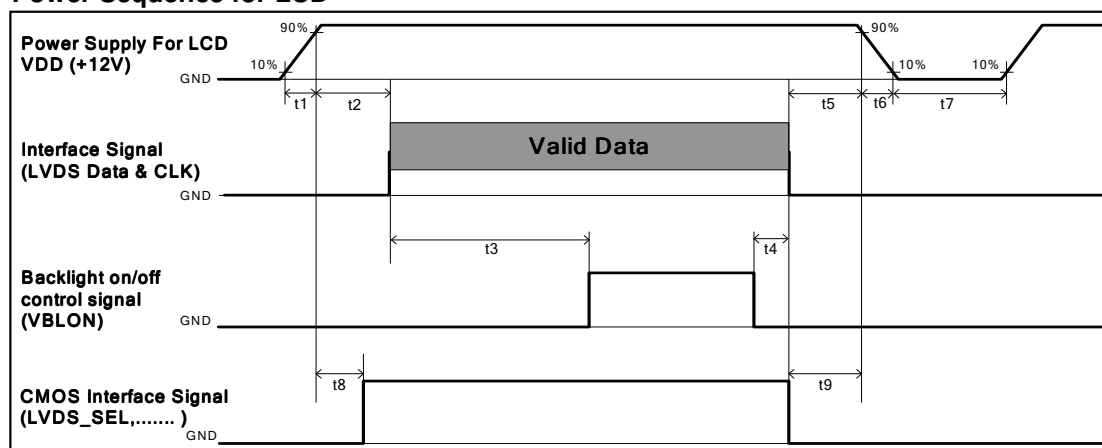 Power Sequence for LCD
Power Supply For LCD
VDD (+12V)
90%
90%
10%
10%
10%
GND
t1
t2
t5
t6
t7
Valid Data
Interface Signal
(LVDS Data & CLK)
GND
t3
t4
Backlight on/off
control signal
(VBLON)
GND
t8
t9
CMOS Interface Signal
(LVDS_SEL,....... )
GND